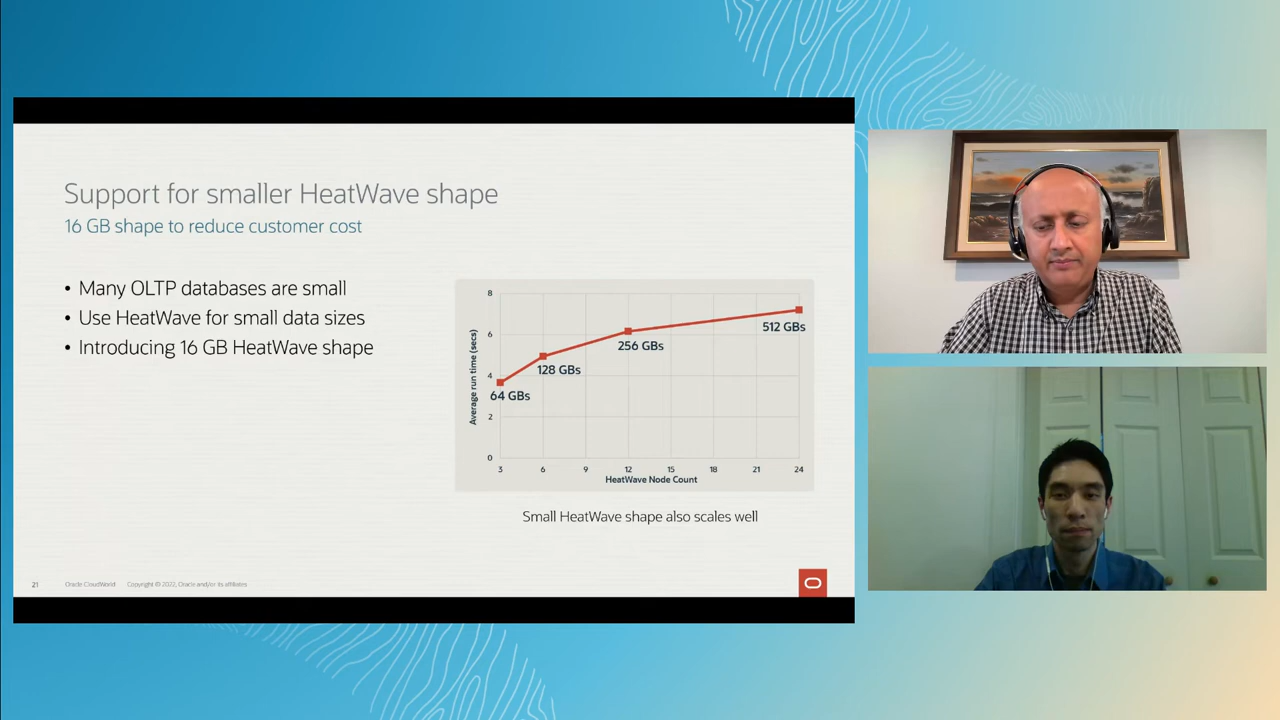 Support for smaller HeatWave shape
16 GB shape to reduce customer cost
• Many OLTP databases are small
• Use HeatWave for small data sizes
• Introducing 16 GB HeatWave shape
Average run time (secs)
8
6
4
2
0
64 GBs
128 GBs
256 GBs
512 GBs
3 6 9 12 15 18 21 24
HeatWave Node Count
Small HeatWave shape also scales well
21 Oracle CloudWorld Copyright © 2022, Oracle and/or its affiliates